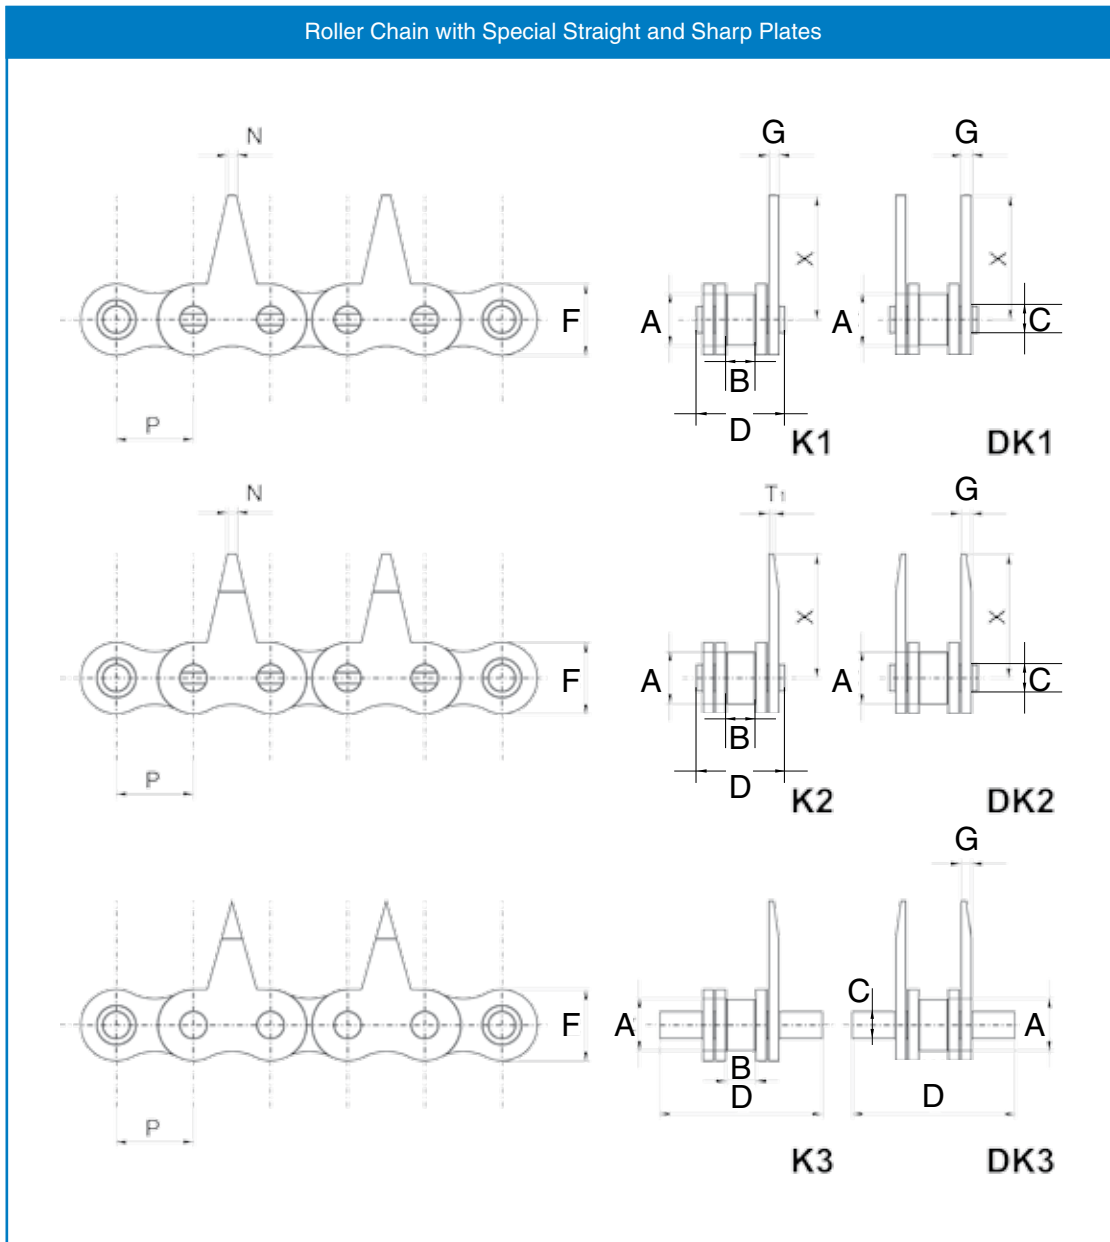 Roller Chain with Special Straight and Sharp Plates
N G G
X X
F A A C
B
P D
K1 DK1
N T1 G
X X
F A A C
B
P D
K2 DK2
G
C
F A A
B
D D
P
K3 DK3